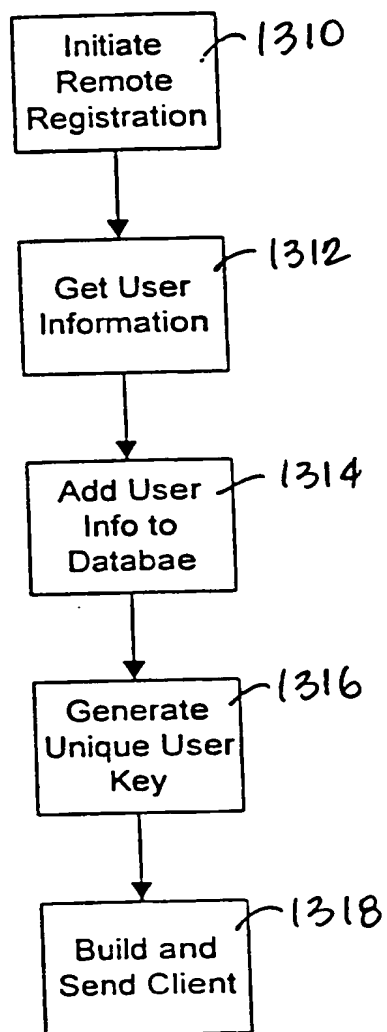 Initiate
Remote
Registration
1310
Get User
Information
1312
Add User
Info to
Databae
1314
Generate
Unique User
Key
1316
Build and
Send Client
1318